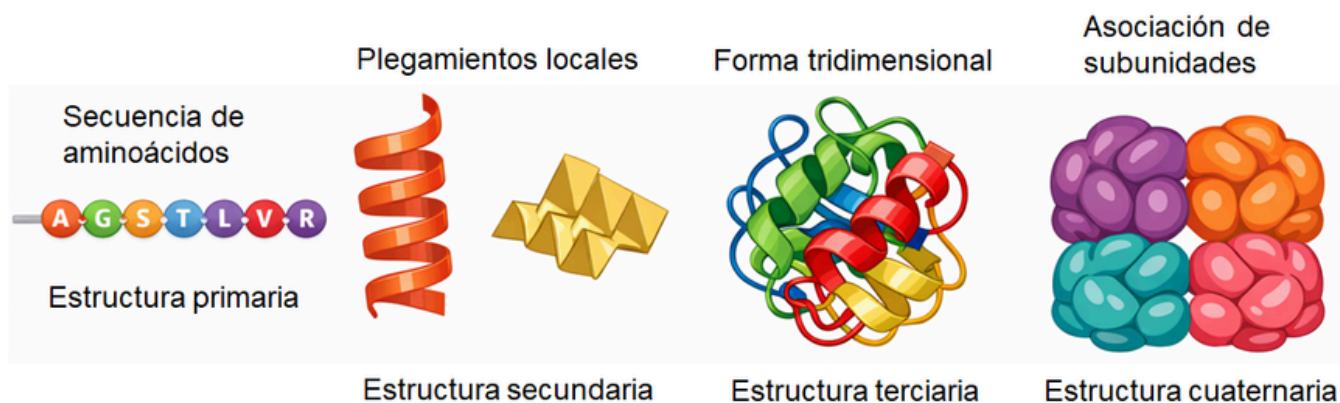 Secuencia de
aminoácidos
A G S T L V R
Estructura primaria
Plegamientos locales
Estructura secundaria
Forma tridimensional
Estructura terciaria
Asociación de
subunidades
Estructura cuaternaria